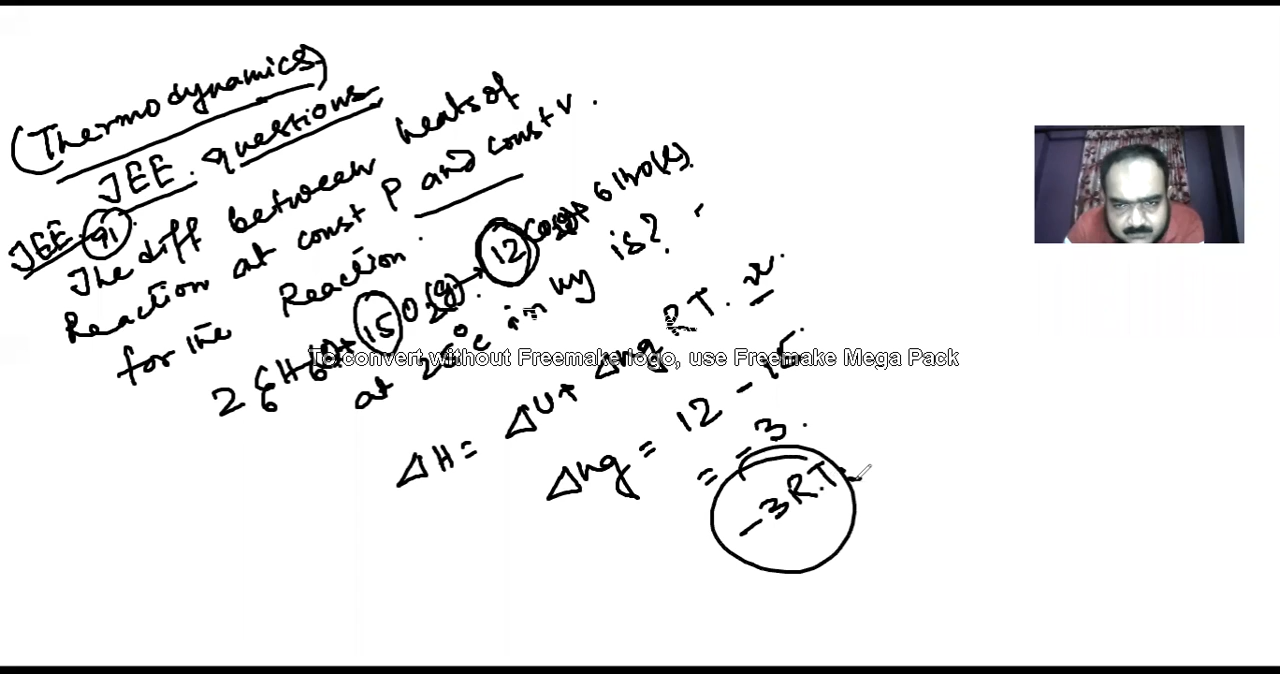 (Thermodynamics)
JEE. questions
JEE 91
The diff between heats of
Reaction at const P and const v.
for the Reaction.
2 C6H6(l) + 15 O2(g). → 12 CO2(g) + 6 H2O(l).
at 25°c in KJ is?
ΔH = ΔU + Δng RT.
To convert without Freemake logo, use Freemake Mega Pack
Δng = 12 - 15.
= -3.
-3 R.T